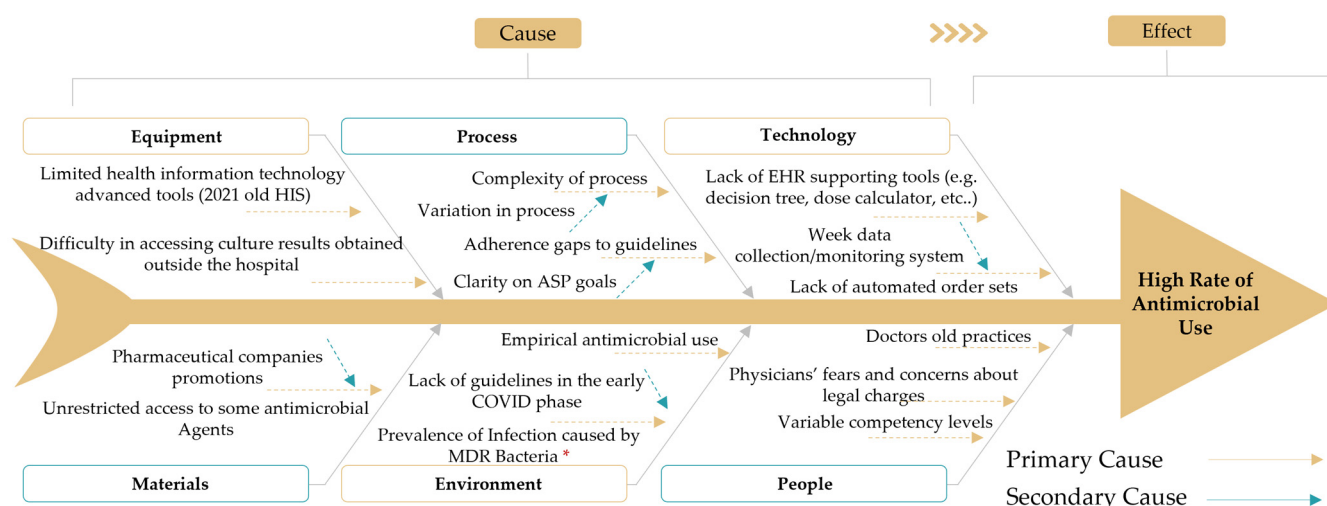 Cause
Effect
Equipment
Process
Technology
Limited health information technology
advanced tools (2021 old HIS)
Difficulty in accessing culture results obtained
outside the hospital
Complexity of process
Variation in process
Adherence gaps to guidelines
Clarity on ASP goals
Lack of EHR supporting tools (e.g.
decision tree, dose calculator, etc..)
Week data
collection/monitoring system
Lack of automated order sets
High Rate of
Antimicrobial
Use
Pharmaceutical companies
promotions
Unrestricted access to some antimicrobial
Agents
Empirical antimicrobial use
Lack of guidelines in the early
COVID phase
Prevalence of Infection caused by
MDR Bacteria *
Doctors old practices
Physicians' fears and concerns about
legal charges
Variable competency levels
Materials
Environment
People
Primary Cause
Secondary Cause